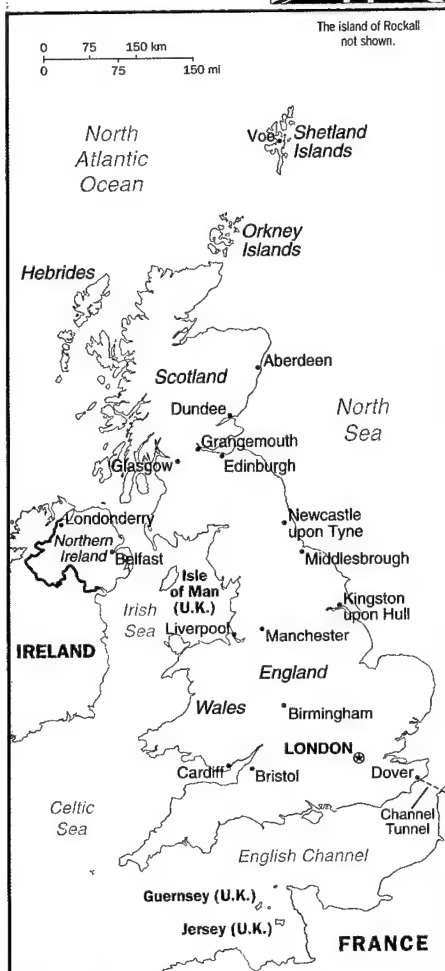 The island of Rockall
not shown.
0 75 150 km
0 75 150 mi
North
Atlantic
Ocean
Voe
Shetland
Islands
Orkney
Islands
Hebrides
Aberdeen
Scotland
Dundee
North
Sea
Grangemouth
Glasgow
Edinburgh
Londonderry
Northern
Ireland
Belfast
Newcastle
upon Tyne
Middlesbrough
Isle
of Man
(U.K.)
Irish
Sea
Kingston
upon Hull
Liverpool
Manchester
IRELAND
England
Wales
Birmingham
LONDON
Cardiff
Bristol
Dover
Channel
Tunnel
Celtic
Sea
English Channel
Guernsey (U.K.)
Jersey (U.K.)
FRANCE